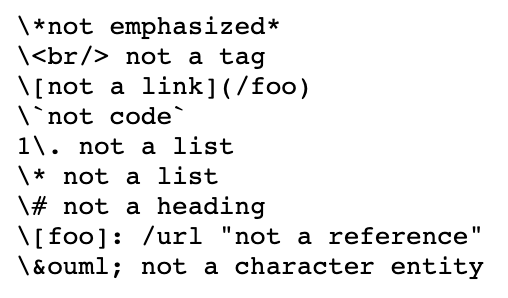 \*not emphasized*
\<br/> not a tag
\[not a link](/foo)
\`not code`
1\. not a list
\* not a list
\# not a heading
\[foo]: /url "not a reference"
\&ouml; not a character entity